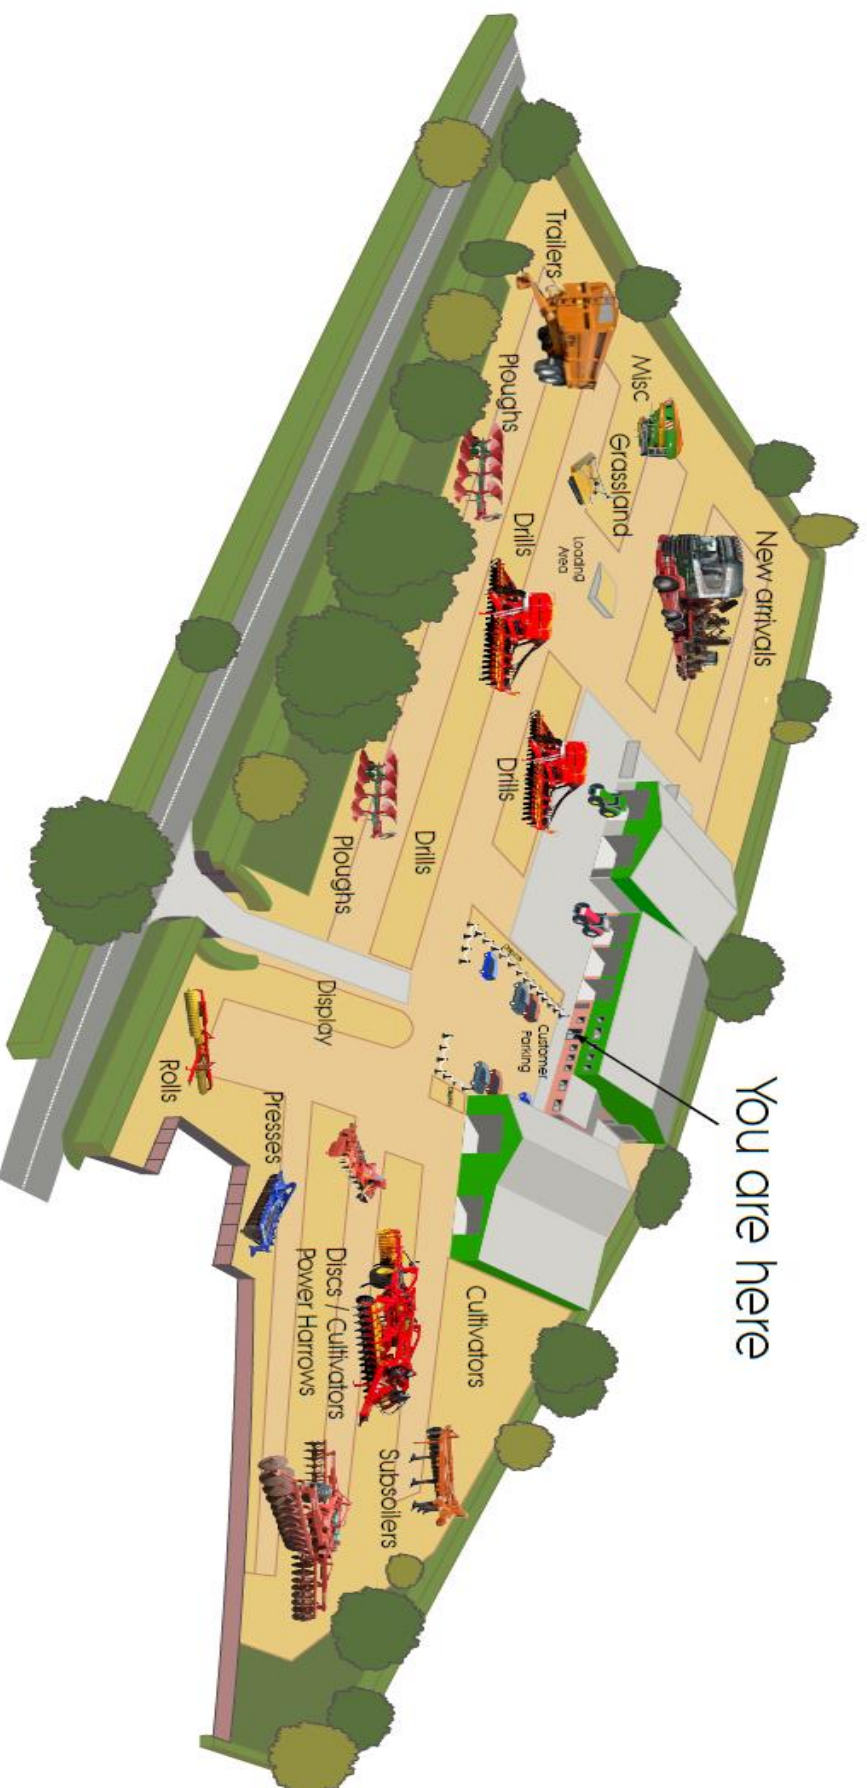 You are here
New arrivals
Misc
Grassland
Trailers
Loading
Area
Ploughs
Drills
Drills
Drills
Ploughs
Customer
Parking
Display
Cultivators
Subsoilers
Discs / Cultivators
Power Harrows
Presses
Rolls